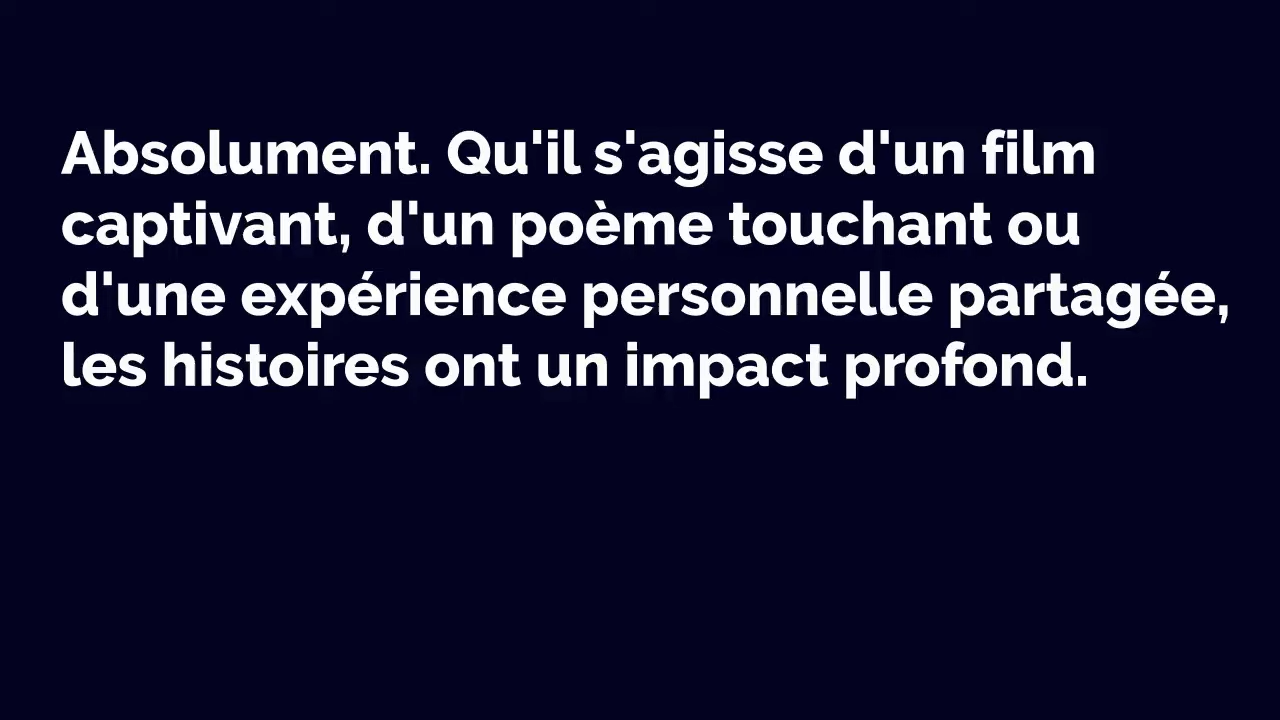 Absolument. Qu'il s'agisse d'un film
captivant, d'un poème touchant ou
d'une expérience personnelle partagée,
les histoires ont un impact profond.